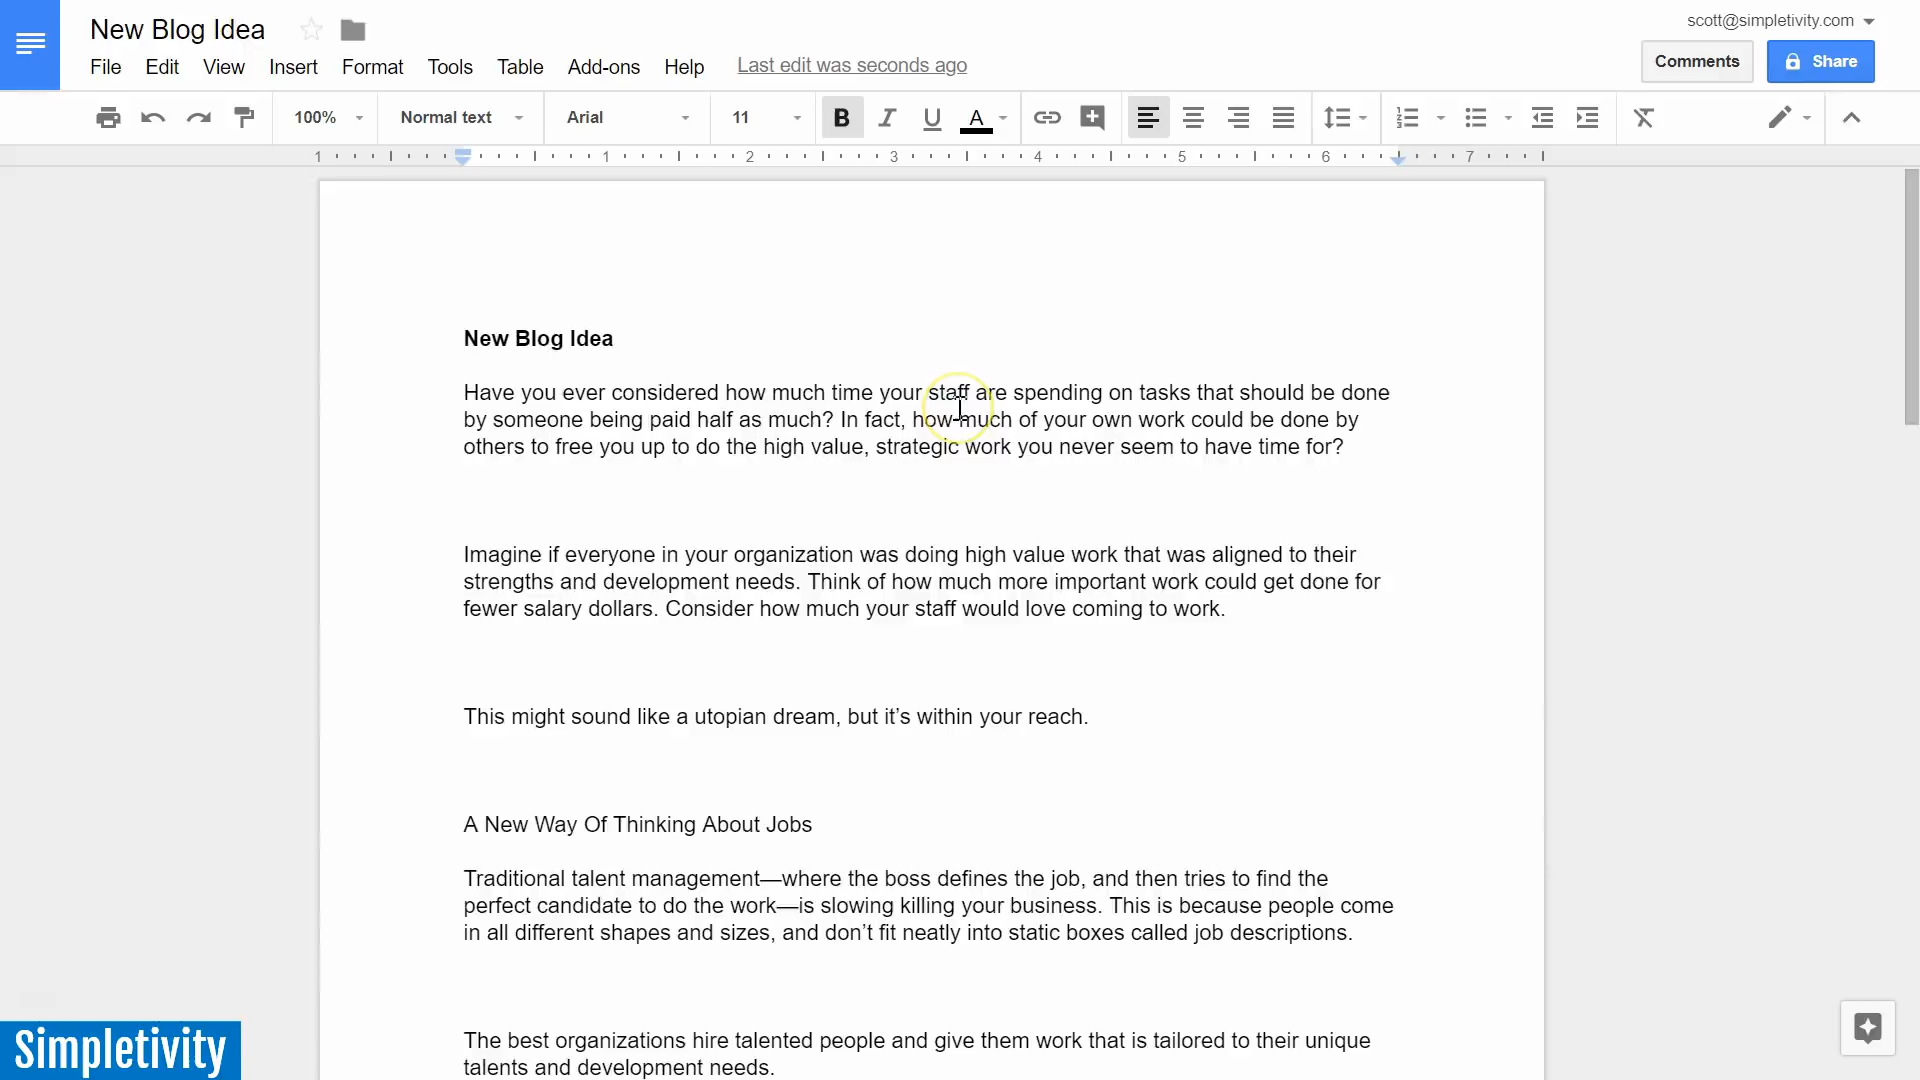 New Blog Idea
scott@simpletivity.com
File Edit View Insert Format Tools Table Add-ons Help Last edit was seconds ago
Comments Share
100% Normal text Arial 11 B I U A
1 1 2 3 4 5 6 7
New Blog Idea
Have you ever considered how much time your staff are spending on tasks that should be done
by someone being paid half as much? In fact, how much of your own work could be done by
others to free you up to do the high value, strategic work you never seem to have time for?
Imagine if everyone in your organization was doing high value work that was aligned to their
strengths and development needs. Think of how much more important work could get done for
fewer salary dollars. Consider how much your staff would love coming to work.
This might sound like a utopian dream, but it’s within your reach.
A New Way Of Thinking About Jobs
Traditional talent management—where the boss defines the job, and then tries to find the
perfect candidate to do the work—is slowing killing your business. This is because people come
in all different shapes and sizes, and don’t fit neatly into static boxes called job descriptions.
The best organizations hire talented people and give them work that is tailored to their unique
talents and development needs.
Simpletivity